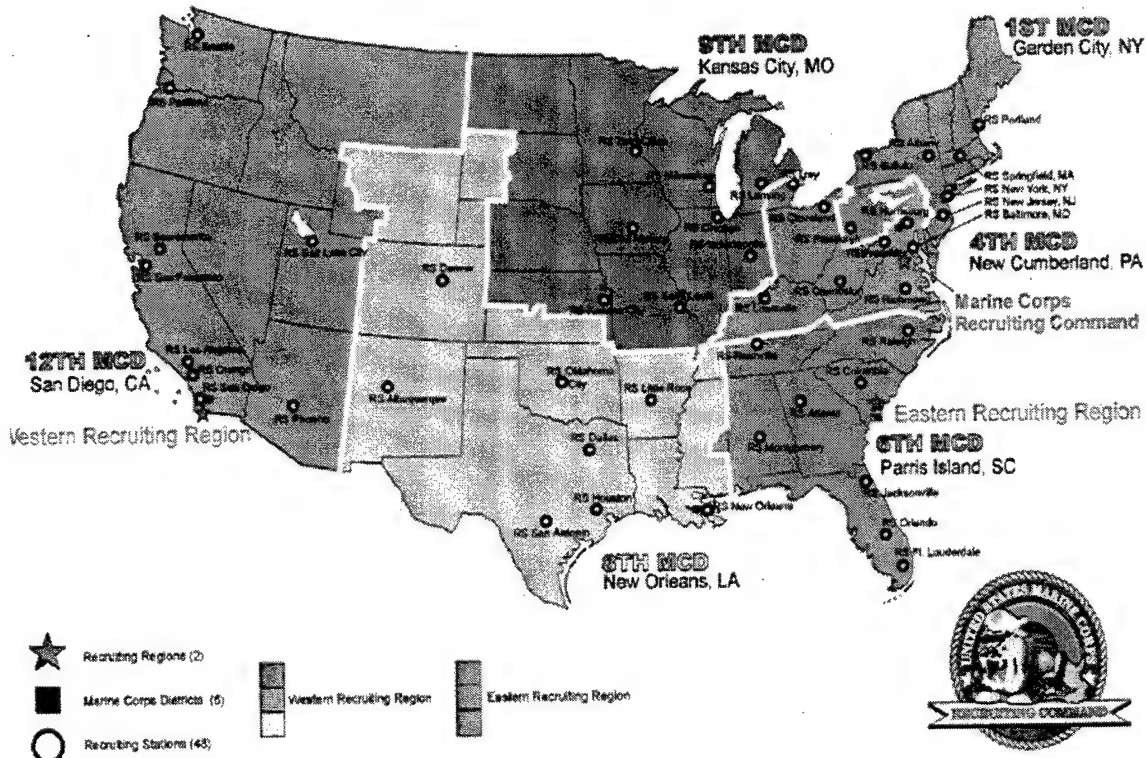 9TH MCD
Kansas City, MO
1ST MCD
Garden City, NY
RS Seattle
RS Portland
RS Portland
RS Albany
RS Buffalo
RS Springfield, MA
RS New York, NY
RS New Jersey, NJ
RS Baltimore, MD
RS Lansing
RS Chicago
RS Cleveland
RS Pittsburgh
RS Indianapolis
4TH MCD
New Cumberland, PA
RS Sacramento
RS San Francisco
RS Salt Lake City
RS Denver
RS Louisville
RS Richmond
Marine Corps
Recruiting Command
RS Raleigh
RS Nashville
12TH MCD
San Diego, CA
RS Los Angeles
RS Orange
RS San Diego
RS Phoenix
RS Albuquerque
RS Oklahoma
City
RS Little Rock
RS Columbia
RS Atlanta
RS Montgomery
Western Recruiting Region
Eastern Recruiting Region
6TH MCD
Parris Island, SC
RS Dallas
RS Houston
RS San Antonio
RS New Orleans
RS Jacksonville
RS Orlando
RS Ft. Lauderdale
8TH MCD
New Orleans, LA
Recruiting Regions (2)
Marine Corps Districts (6)
Recruiting Stations (48)
Western Recruiting Region
Eastern Recruiting Region
UNITED STATES MARINE CORPS
RECRUITING COMMAND